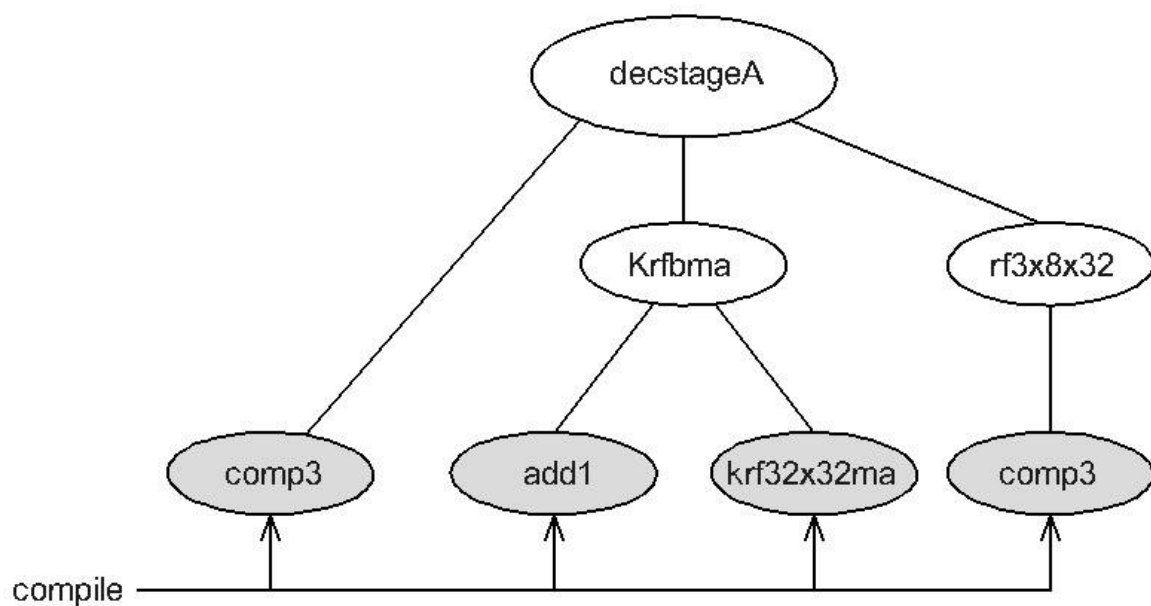 decstageA
Krfbma
rf3x8x32
comp3
add1
krf32x32ma
comp3
compile